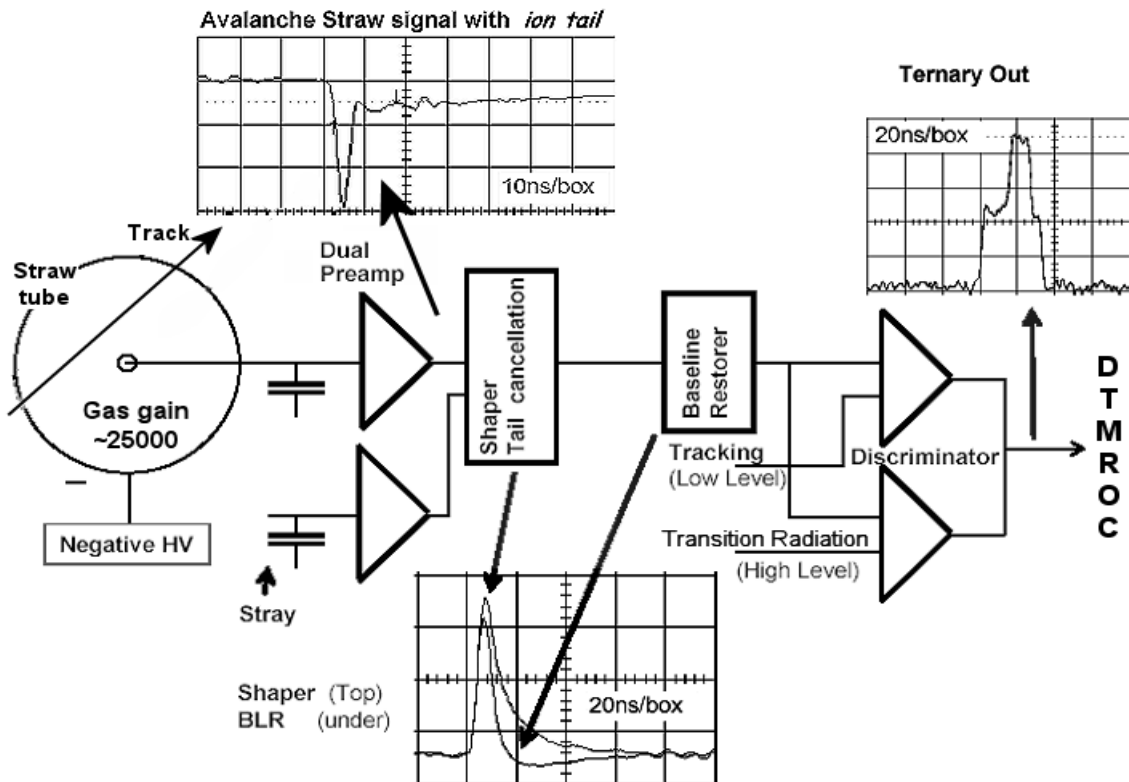 Avalanche Straw signal with ion tail
10ns/box
Ternary Out
20ns/box
Track
Straw
tube
Dual
Preamp
Gas gain
~25000
−
Negative HV
Stray
Shaper
Tail cancellation
Baseline
Restorer
Tracking
(Low Level)
Discriminator
Transition Radiation
(High Level)
DTMROC
Shaper (Top)
BLR (under)
20ns/box